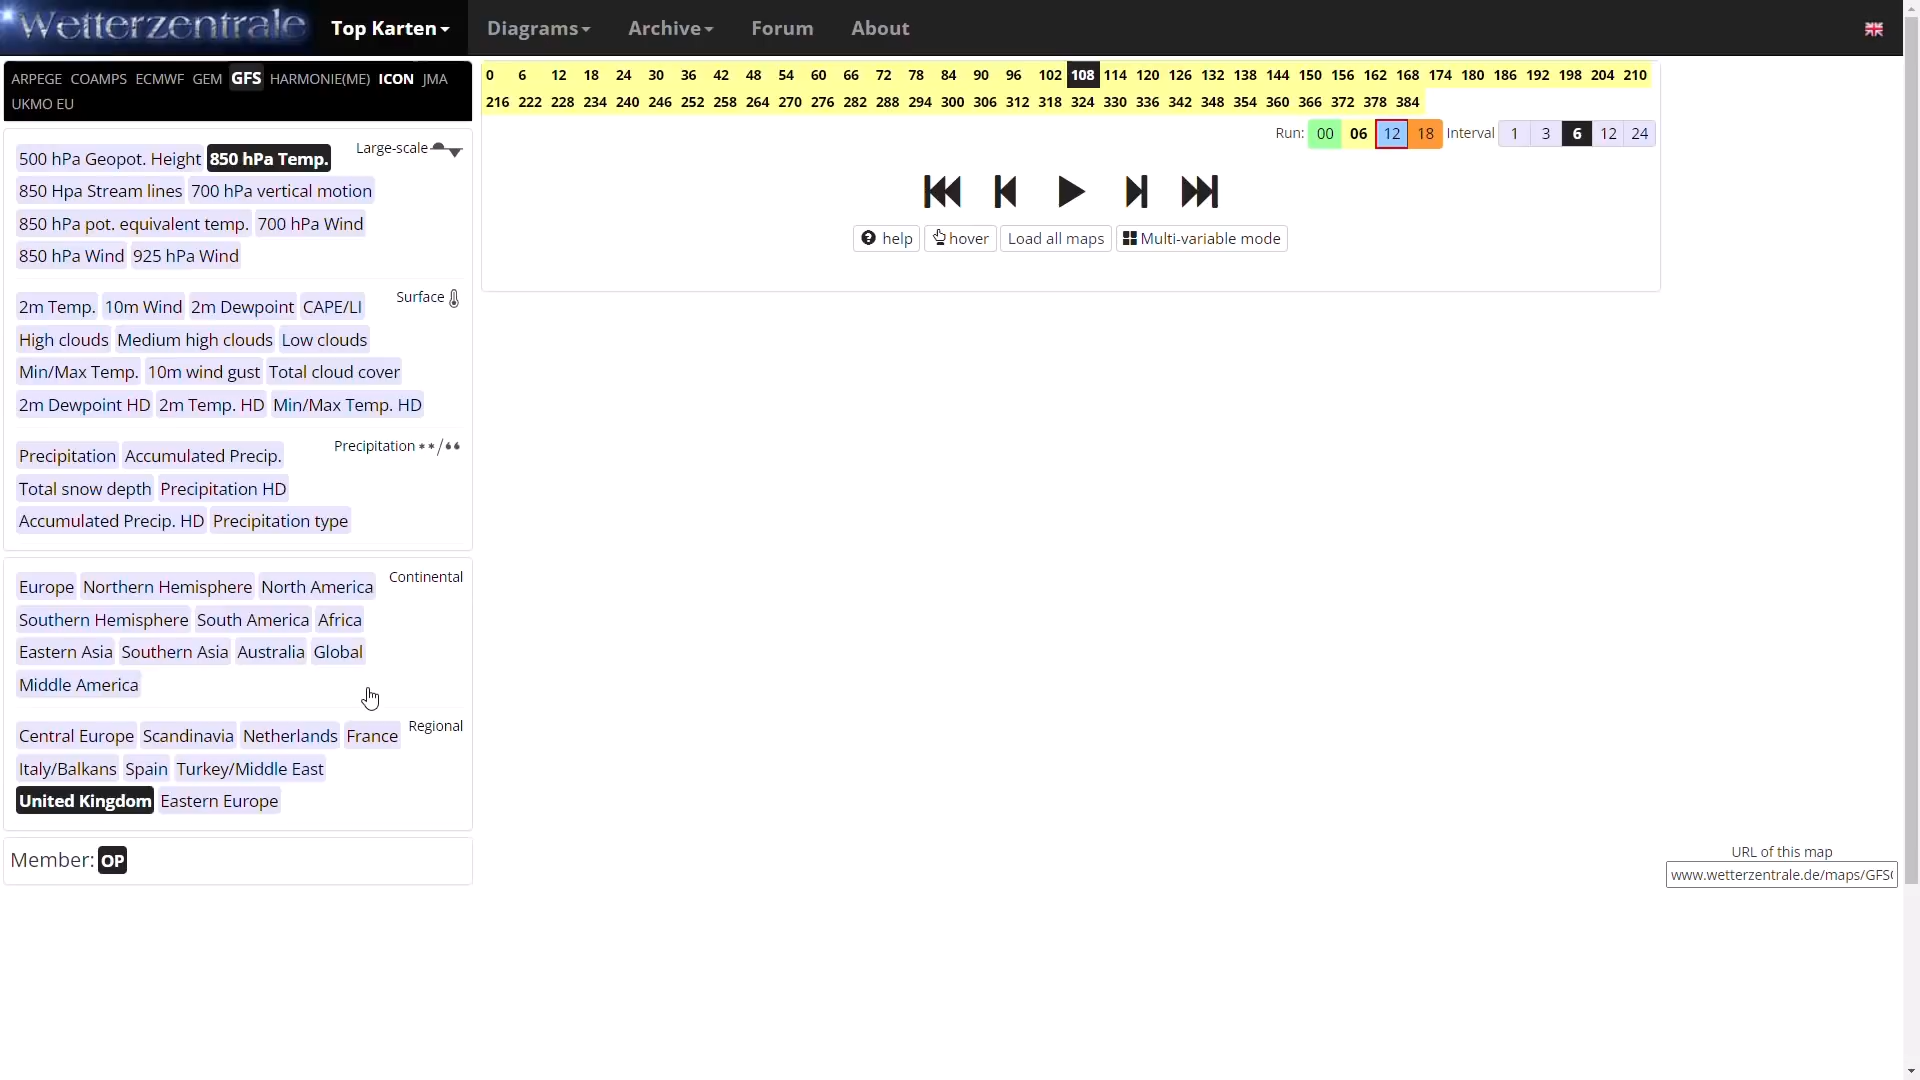 Wetterzentrale Top Karten Diagrams Archive Forum About
ARPEGE COAMPS ECMWF GEM GFS HARMONIE(ME) ICON JMA
UKMO EU
0 6 12 18 24 30 36 42 48 54 60 66 72 78 84 90 96 102 108 114 120 126 132 138 144 150 156 162 168 174 180 186 192 198 204 210
216 222 228 234 240 246 252 258 264 270 276 282 288 294 300 306 312 318 324 330 336 342 348 354 360 366 372 378 384
Run: 00 06 12 18 Interval 1 3 6 12 24
help hover Load all maps Multi-variable mode
Large-scale
500 hPa Geopot. Height 850 hPa Temp.
850 Hpa Stream lines 700 hPa vertical motion
850 hPa pot. equivalent temp. 700 hPa Wind
850 hPa Wind 925 hPa Wind
Surface
2m Temp. 10m Wind 2m Dewpoint CAPE/LI
High clouds Medium high clouds Low clouds
Min/Max Temp. 10m wind gust Total cloud cover
2m Dewpoint HD 2m Temp. HD Min/Max Temp. HD
Precipitation **/
Precipitation Accumulated Precip.
Total snow depth Precipitation HD
Accumulated Precip. HD Precipitation type
Continental
Europe Northern Hemisphere North America
Southern Hemisphere South America Africa
Eastern Asia Southern Asia Australia Global
Middle America
Regional
Central Europe Scandinavia Netherlands France
Italy/Balkans Spain Turkey/Middle East
United Kingdom Eastern Europe
Member: OP
URL of this map
www.wetterzentrale.de/maps/GFS